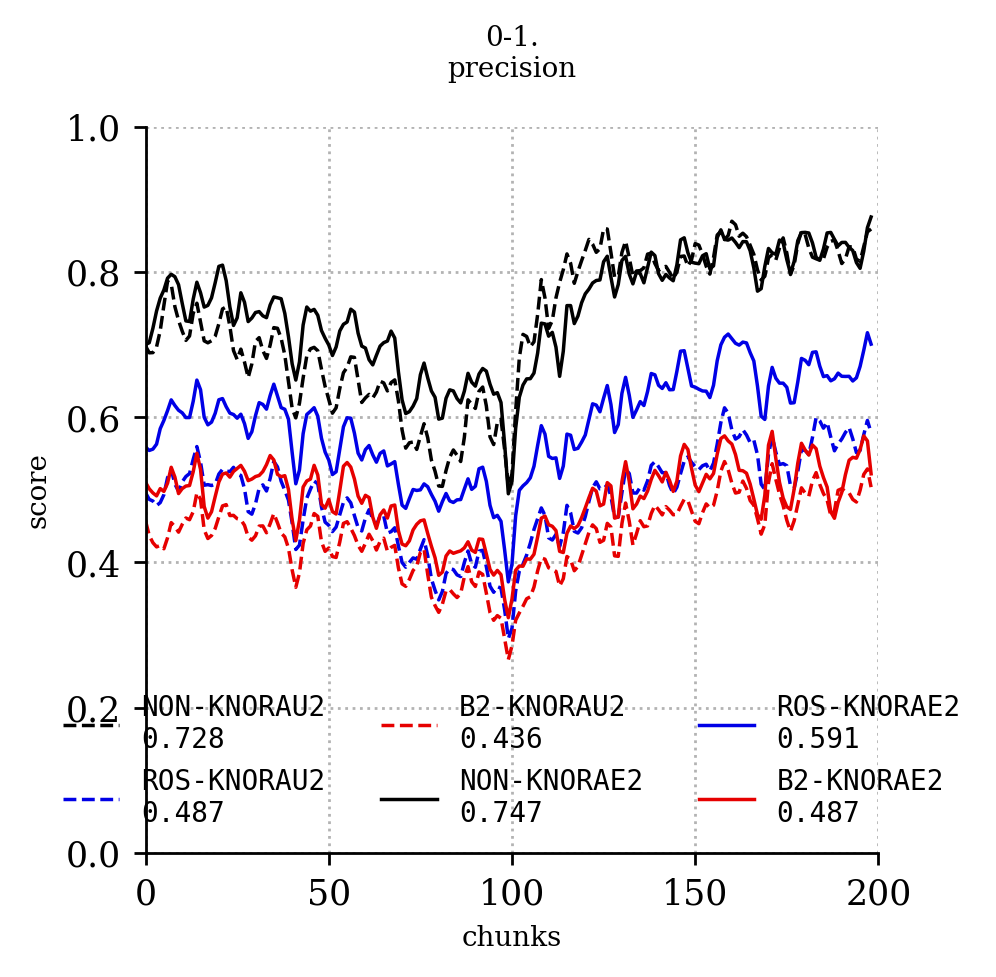 0-1.
precision
1.0
0.8
0.6
0.4
0.2
0.0
score
NON-KNORAU2
0.728
ROS-KNORAU2
0.487
B2-KNORAU2
0.436
NON-KNORAE2
0.747
ROS-KNORAE2
0.591
B2-KNORAE2
0.487
0 50 100 150 200
chunks